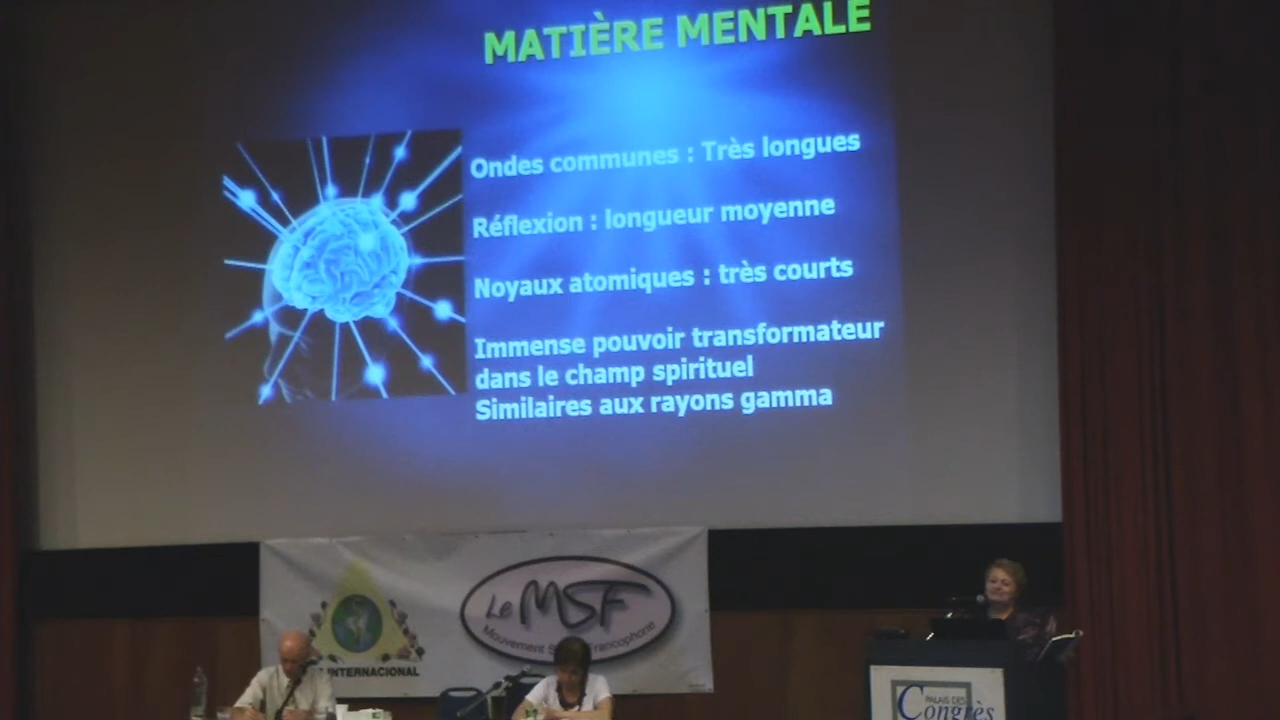 MATIÈRE MENTALE
Ondes communes : Très longues
Réflexion : longueur moyenne
Noyaux atomiques : très courts
Immense pouvoir transformateur
dans le champ spirituel
Similaires aux rayons gamma
Le MSF
Mouvement Francophone
INTERNACIONAL
PALAIS DES
Congrès